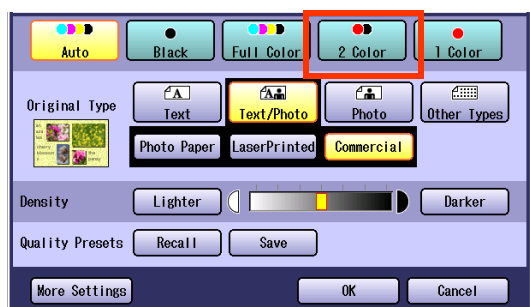 Auto Black Full Color 2 Color 1 Color
Original Type Text Text/Photo Photo Other Types
Photo Paper LaserPrinted Commercial
Density Lighter Darker
Quality Presets Recall Save
More Settings OK Cancel